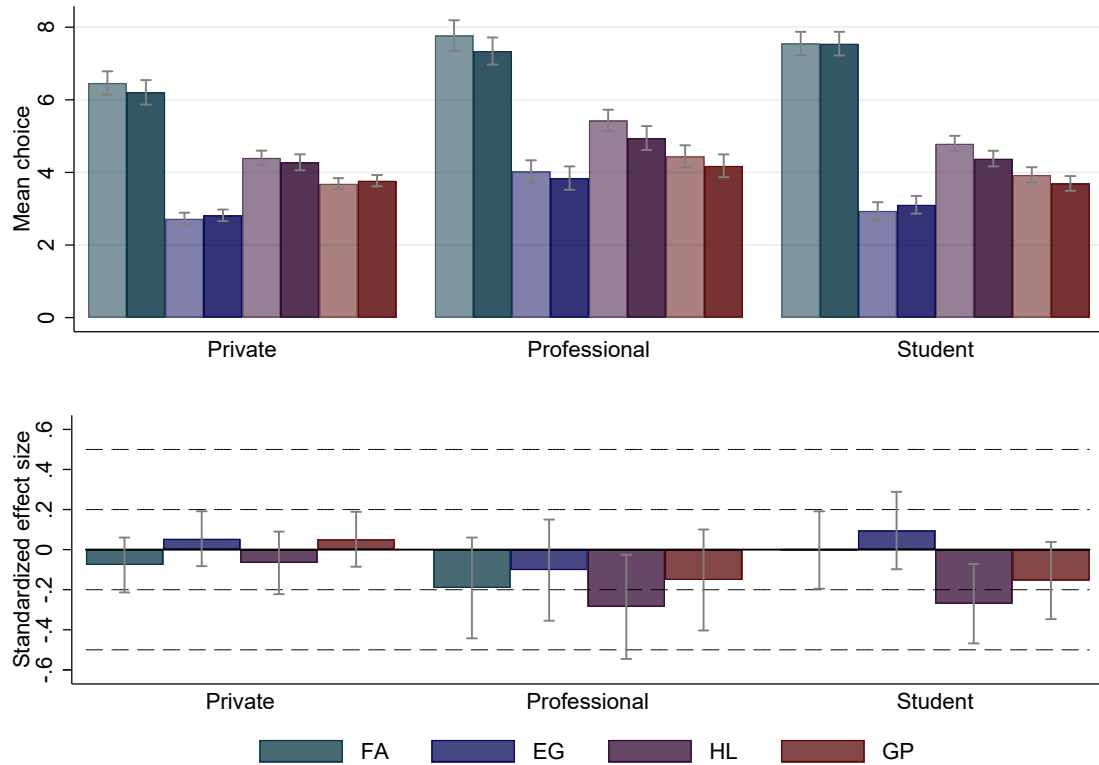 Mean choice
8
6
4
2
0
Private Professional Student
Standardized effect size
.6
.4
.2
0
-.2
-.4
-.6
Private Professional Student
FA EG HL GP